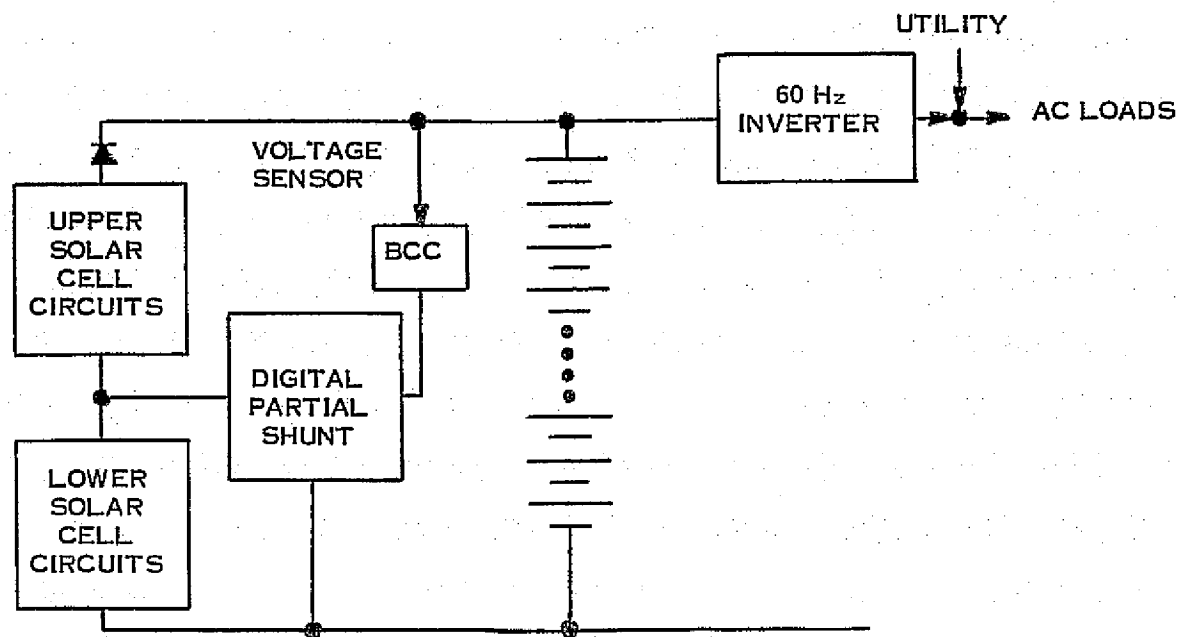 UTILITY
60 Hz
INVERTER
AC LOADS
VOLTAGE
SENSOR
UPPER
SOLAR
CELL
CIRCUITS
BCC
DIGITAL
PARTIAL
SHUNT
LOWER
SOLAR
CELL
CIRCUITS